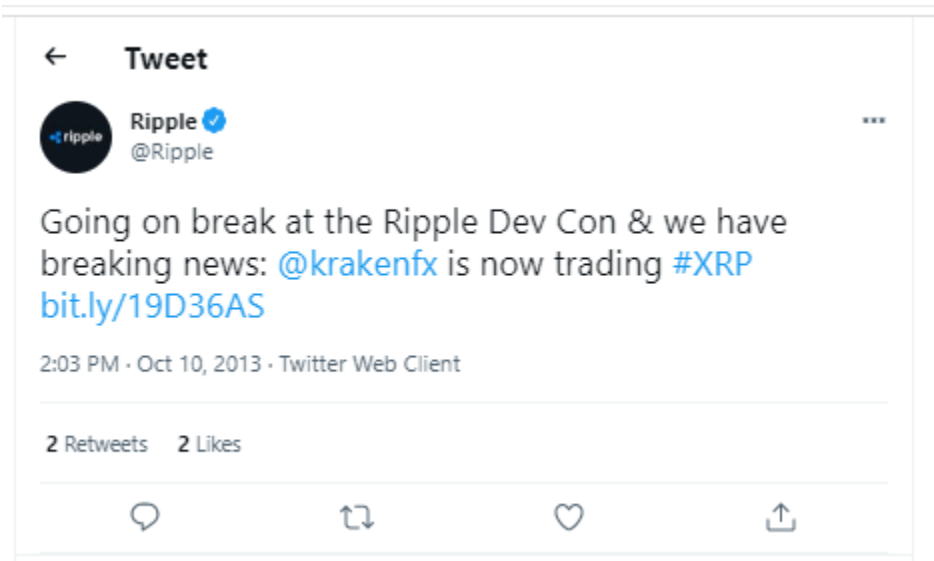 Tweet
ripple
Ripple
@Ripple
Going on break at the Ripple Dev Con & we have
breaking news: @krakenfx is now trading #XRP
bit.ly/19D36AS
2:03 PM · Oct 10, 2013 · Twitter Web Client
2 Retweets 2 Likes